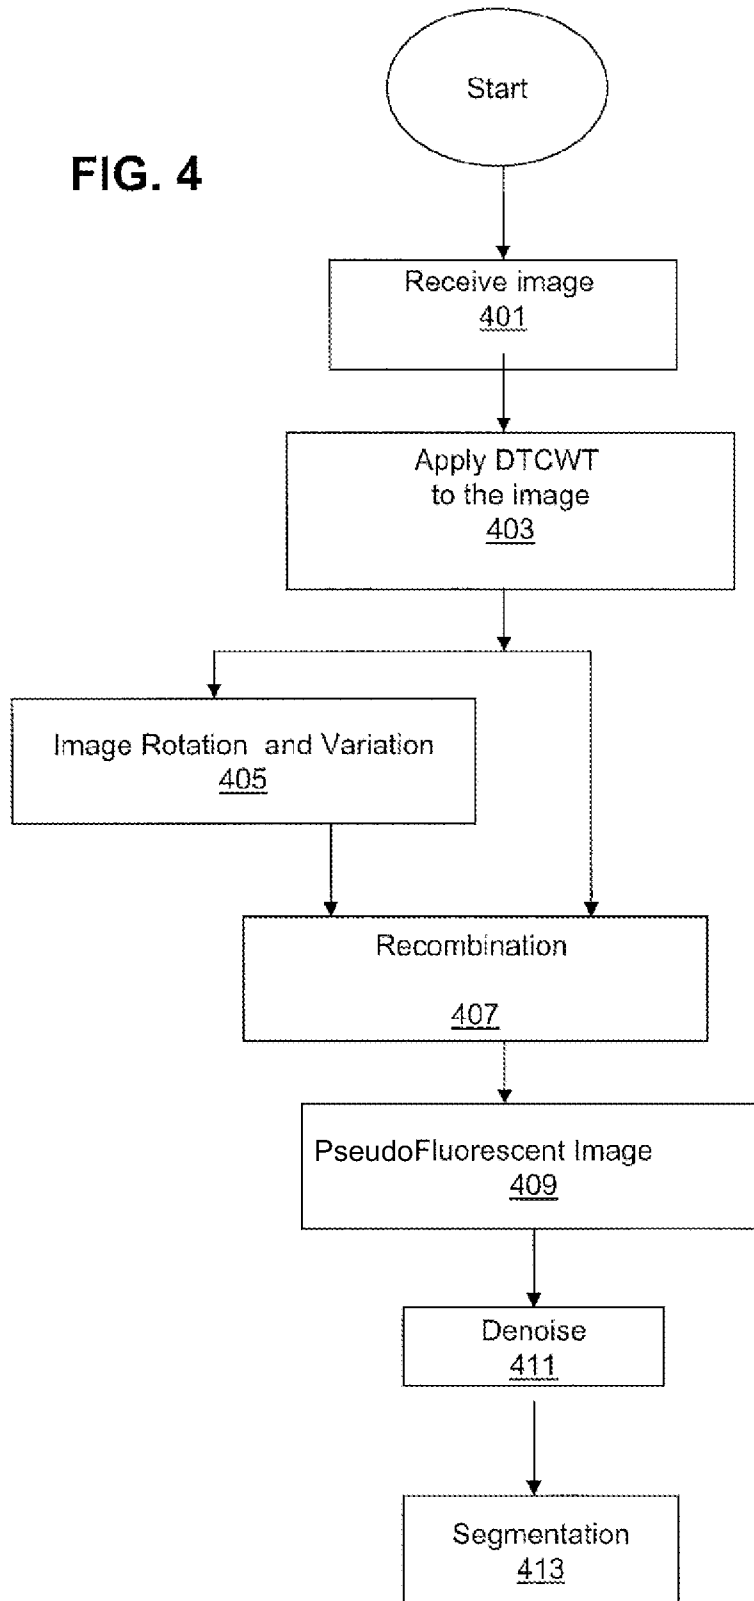 Start
FIG. 4
Receive image
401
Apply DTCWT
to the image
403
Image Rotation and Variation
405
Recombination
407
PseudoFluorescent Image
409
Denoise
411
Segmentation
413